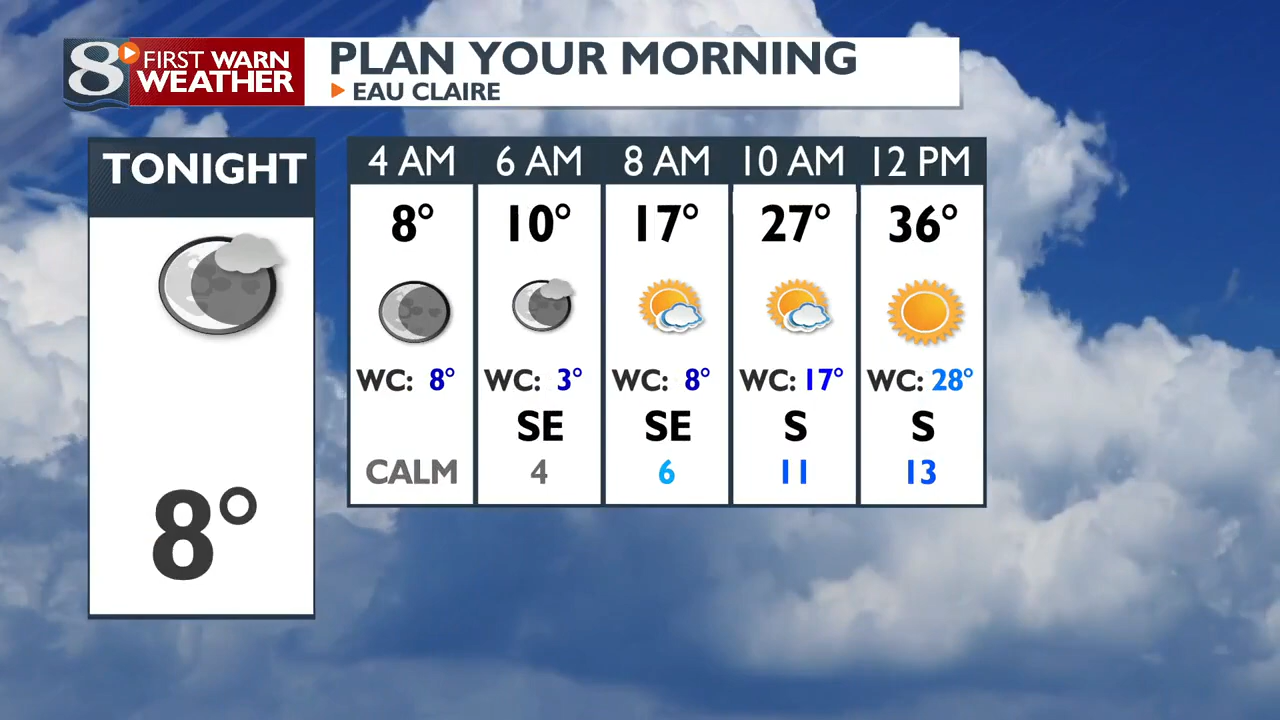 8 FIRST WARN
WEATHER
PLAN YOUR MORNING
EAU CLAIRE
TONIGHT
8°
4 AM 6 AM 8 AM 10 AM 12 PM
8° 10° 17° 27° 36°
WC: 8° WC: 3° WC: 8° WC: 17° WC: 28°
SE SE S S
CALM 4 6 11 13